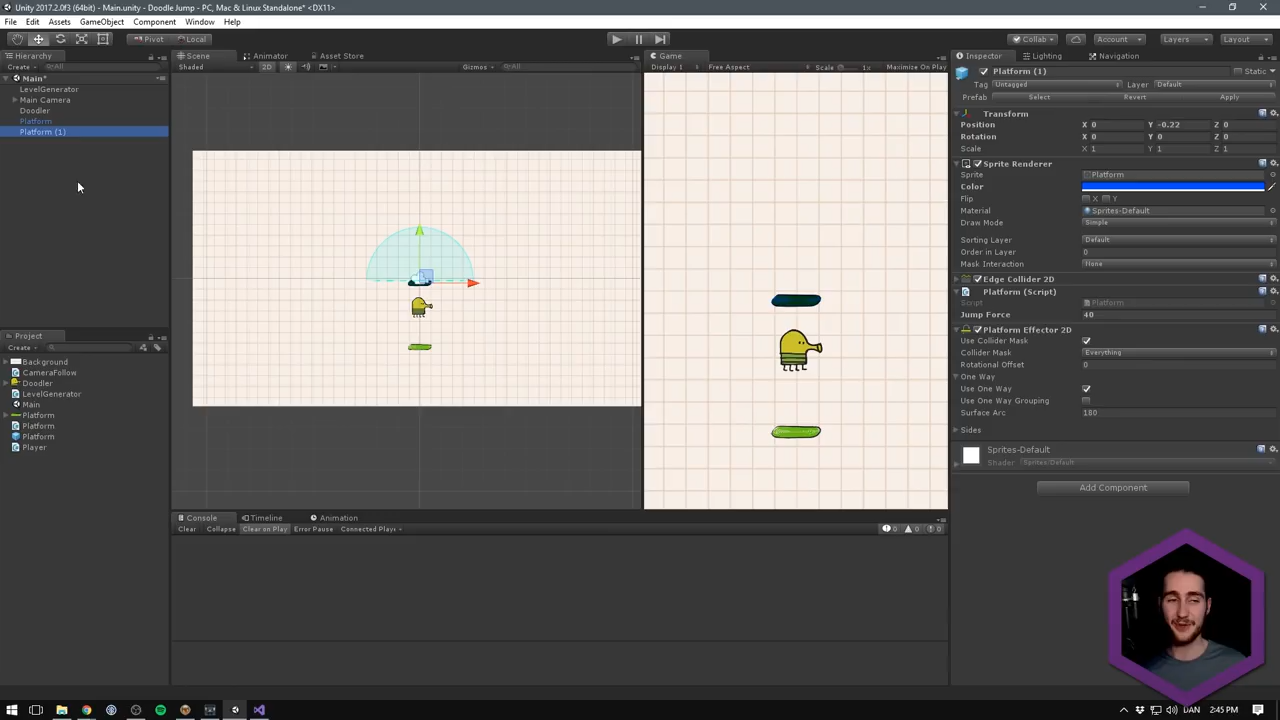 Unity 2017.2.0f3 (64bit) - Main.unity - Doodle Jump - PC, Mac & Linux Standalone* <DX11>
File Edit Assets GameObject Component Window Help
Pivot Local
Collab Account Layers Layout
Hierarchy
Create All
Main*
LevelGenerator
Main Camera
Doodler
Platform
Platform (1)
Scene Animator Asset Store
Shaded 2D Gizmos All
Game
Display 1 Free Aspect Scale 1x Maximize On Play
Inspector Lighting Navigation
Platform (1) Static
Tag Untagged Layer Default
Prefab Select Revert Apply
Transform
Position X 0 Y -0.22 Z 0
Rotation X 0 Y 0 Z 0
Scale X 1 Y 1 Z 1
Sprite Renderer
Sprite Platform
Color
Flip X Y
Material Sprites-Default
Draw Mode Simple
Sorting Layer Default
Order in Layer 0
Mask Interaction None
Edge Collider 2D
Platform (Script)
Script Platform
Jump Force 40
Platform Effector 2D
Use Collider Mask
Collider Mask Everything
Rotational Offset 0
One Way
Use One Way
Use One Way Grouping
Surface Arc 180
Sides
Sprites-Default
Shader Sprites/Default
Add Component
Project
Create
Background
CameraFollow
Doodler
LevelGenerator
Main
Platform
Platform
Platform
Player
Console Timeline Animation
Clear Collapse Clear on Play Error Pause Connected Player
0 0 0
DAN 2:45 PM